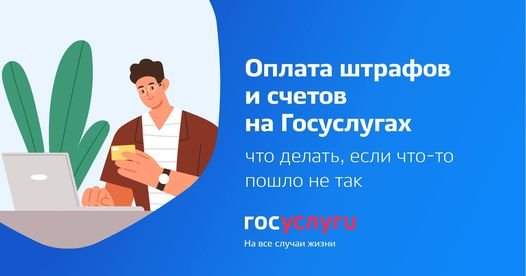 Оплата штрафов
и счетов
на Госуслугах
что делать, если что-то
пошло не так
госуслуги
На все случаи жизни